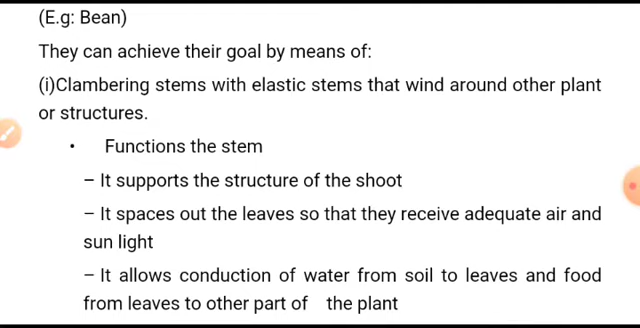 (E.g: Bean)
They can achieve their goal by means of:
(i)Clambering stems with elastic stems that wind around other plant
or structures.
• Functions the stem
– It supports the structure of the shoot
– It spaces out the leaves so that they receive adequate air and
sun light
– It allows conduction of water from soil to leaves and food
from leaves to other part of the plant